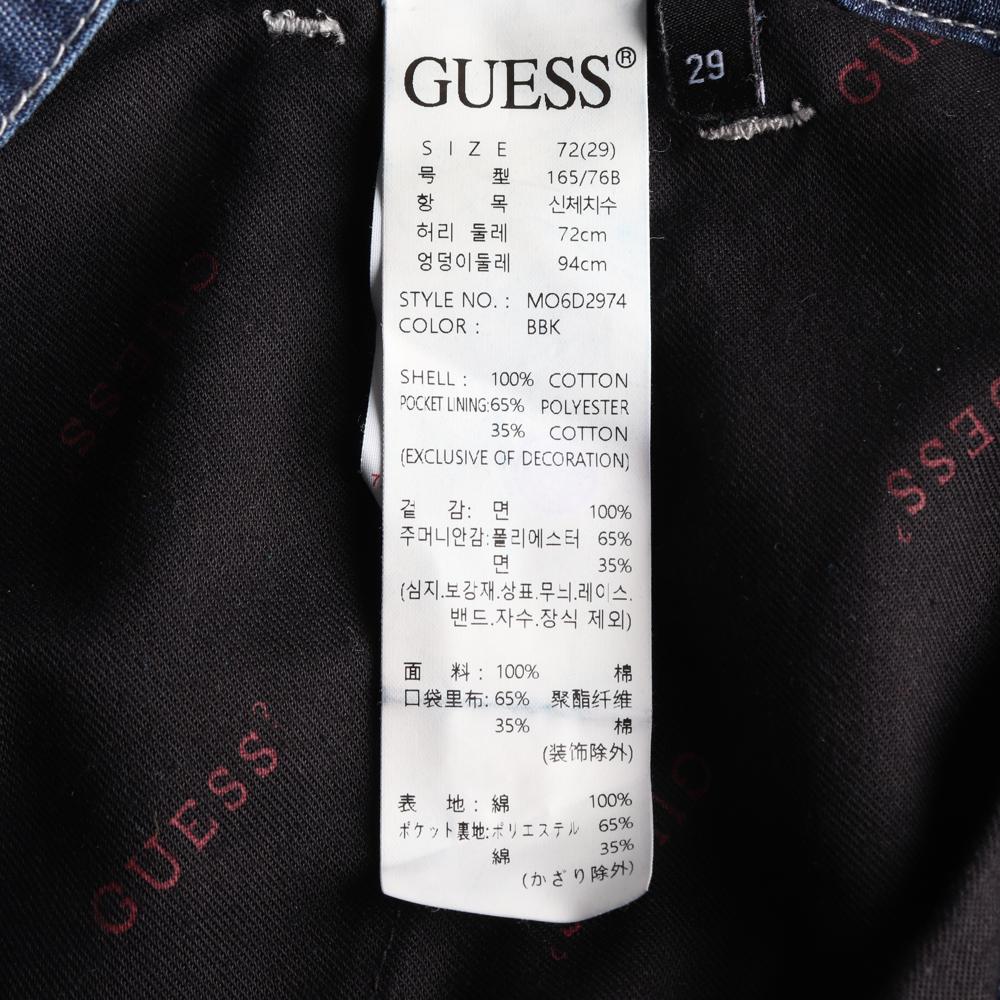 GUESS®
SIZE 72(29)
号 型 165/76B
항 목 신체치수
허리 둘레 72cm
엉덩이둘레 94cm
STYLE NO. : MO6D2974
COLOR : BBK
SHELL : 100% COTTON
POCKET LINING:65% POLYESTER
35% COTTON
(EXCLUSIVE OF DECORATION)
겉 감: 면 100%
주머니안감:폴리에스터 65%
면 35%
(심지.보강재.상표.무늬.레이스.
밴드.자수.장식 제외)
面 料 : 100% 棉
口袋里布: 65% 聚酯纤维
35% 棉
(装饰除外)
表 地 : 綿 100%
ポケット裏地:ポリエステル 65%
綿 35%
(かざり除外)
29
GUESS?
GUESS